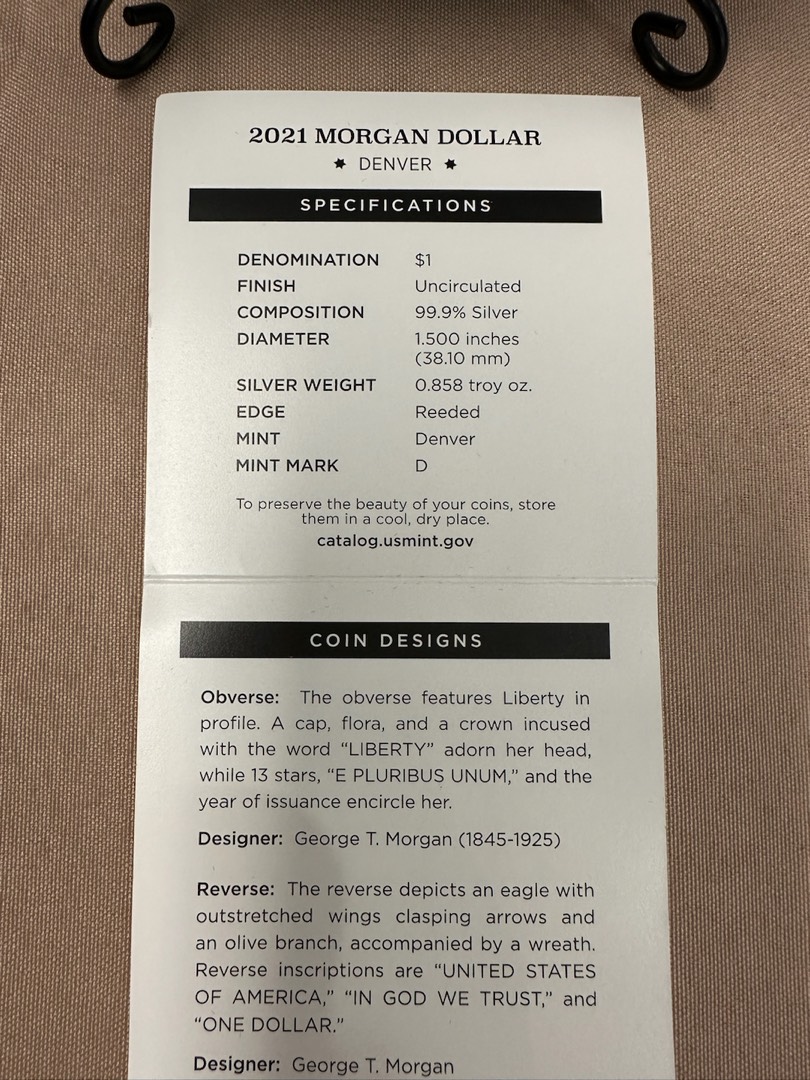 2021 MORGAN DOLLAR
★ DENVER ★
SPECIFICATIONS
DENOMINATION $1
FINISH Uncirculated
COMPOSITION 99.9% Silver
DIAMETER 1.500 inches
(38.10 mm)
SILVER WEIGHT 0.858 troy oz.
EDGE Reeded
MINT Denver
MINT MARK D
To preserve the beauty of your coins, store
them in a cool, dry place.
catalog.usmint.gov
COIN DESIGNS
Obverse: The obverse features Liberty in
profile. A cap, flora, and a crown incused
with the word “LIBERTY” adorn her head,
while 13 stars, “E PLURIBUS UNUM,” and the
year of issuance encircle her.
Designer: George T. Morgan (1845-1925)
Reverse: The reverse depicts an eagle with
outstretched wings clasping arrows and
an olive branch, accompanied by a wreath.
Reverse inscriptions are “UNITED STATES
OF AMERICA,” “IN GOD WE TRUST,” and
“ONE DOLLAR.”
Designer: George T. Morgan